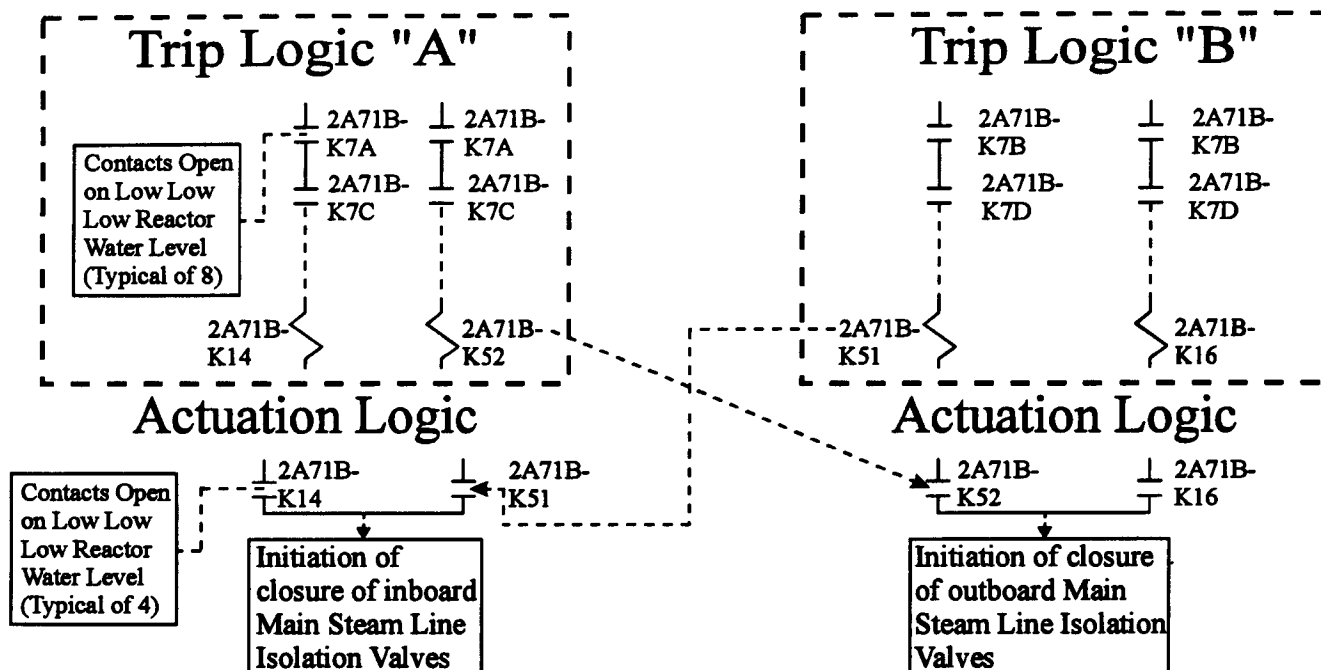 Trip Logic "A"
2A71B-
K7A
2A71B-
K7A
2A71B-
K7C
2A71B-
K7C
Contacts Open
on Low Low
Low Reactor
Water Level
(Typical of 8)
2A71B-
K14
2A71B-
K52
Trip Logic "B"
2A71B-
K7B
2A71B-
K7B
2A71B-
K7D
2A71B-
K7D
2A71B-
K51
2A71B-
K16
Actuation Logic
2A71B-
K14
2A71B-
K51
Contacts Open
on Low Low
Low Reactor
Water Level
(Typical of 4)
Initiation of
closure of inboard
Main Steam Line
Isolation Valves
Actuation Logic
2A71B-
K52
2A71B-
K16
Initiation of closure
of outboard Main
Steam Line Isolation
Valves